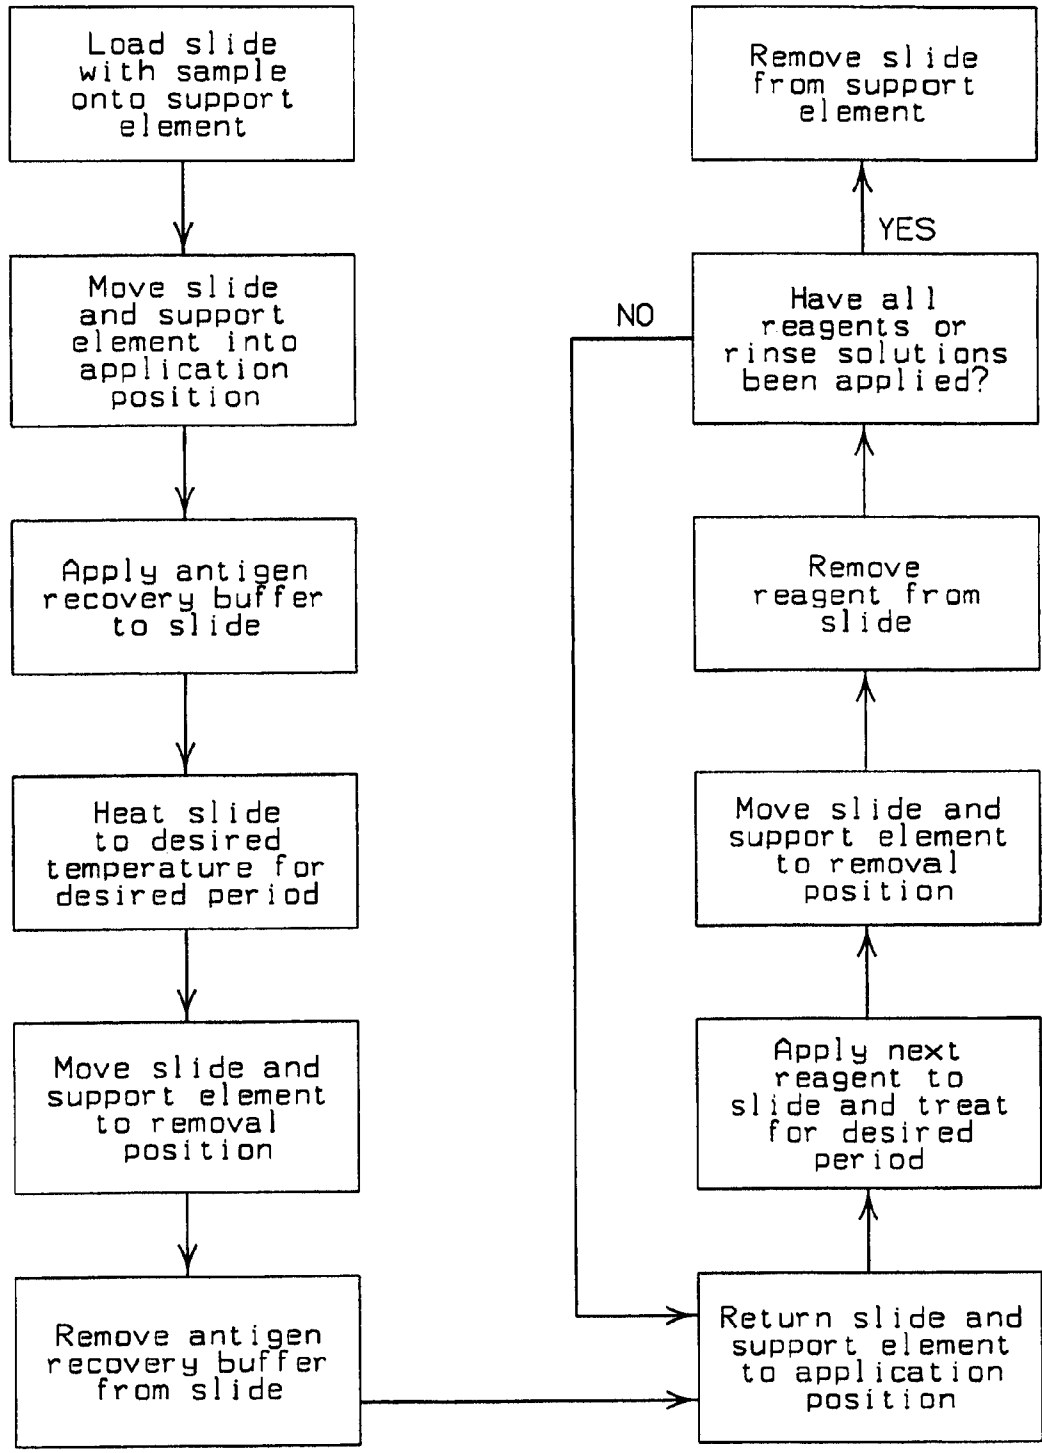 Load slide
with sample
onto support
element
Move slide
and support
element into
application
position
Apply antigen
recovery buffer
to slide
Heat slide
to desired
temperature for
desired period
Move slide and
support element
to removal
position
Remove antigen
recovery buffer
from slide
Remove slide
from support
element
YES
NO
Have all
reagents or
rinse solutions
been applied?
Remove
reagent from
slide
Move slide and
support element
to removal
position
Apply next
reagent to
slide and treat
for desired
period
Return slide and
support element
to application
position